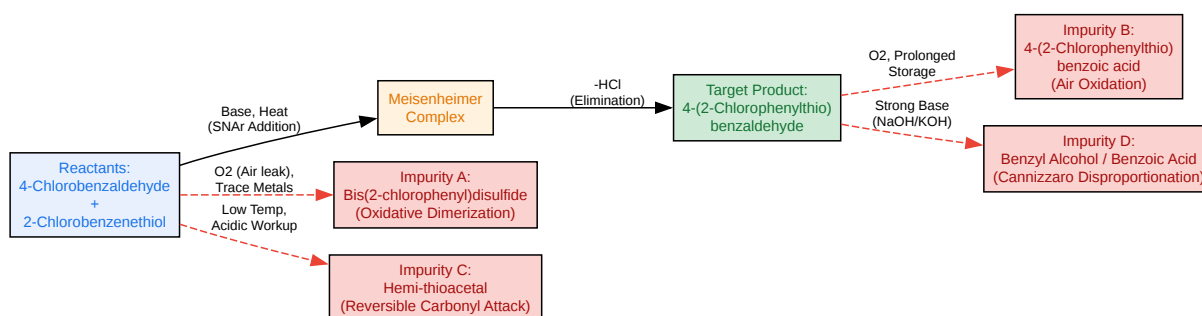 Reactants:
4-Chlorobenzaldehyde
+
2-Chlorobenzenethiol
Base, Heat
(SNAr Addition)
O2 (Air leak),
Trace Metals
Low Temp,
Acidic Workup
Meisenheimer
Complex
Impurity A:
Bis(2-chlorophenyl)disulfide
(Oxidative Dimerization)
Impurity C:
Hemi-thioacetal
(Reversible Carbonyl Attack)
-HCl
(Elimination)
Target Product:
4-(2-Chlorophenylthio)
benzaldehyde
O2, Prolonged
Storage
Strong Base
(NaOH/KOH)
Impurity B:
4-(2-Chlorophenylthio)
benzoic acid
(Air Oxidation)
Impurity D:
Benzyl Alcohol / Benzoic Acid
(Cannizzaro Disproportionation)